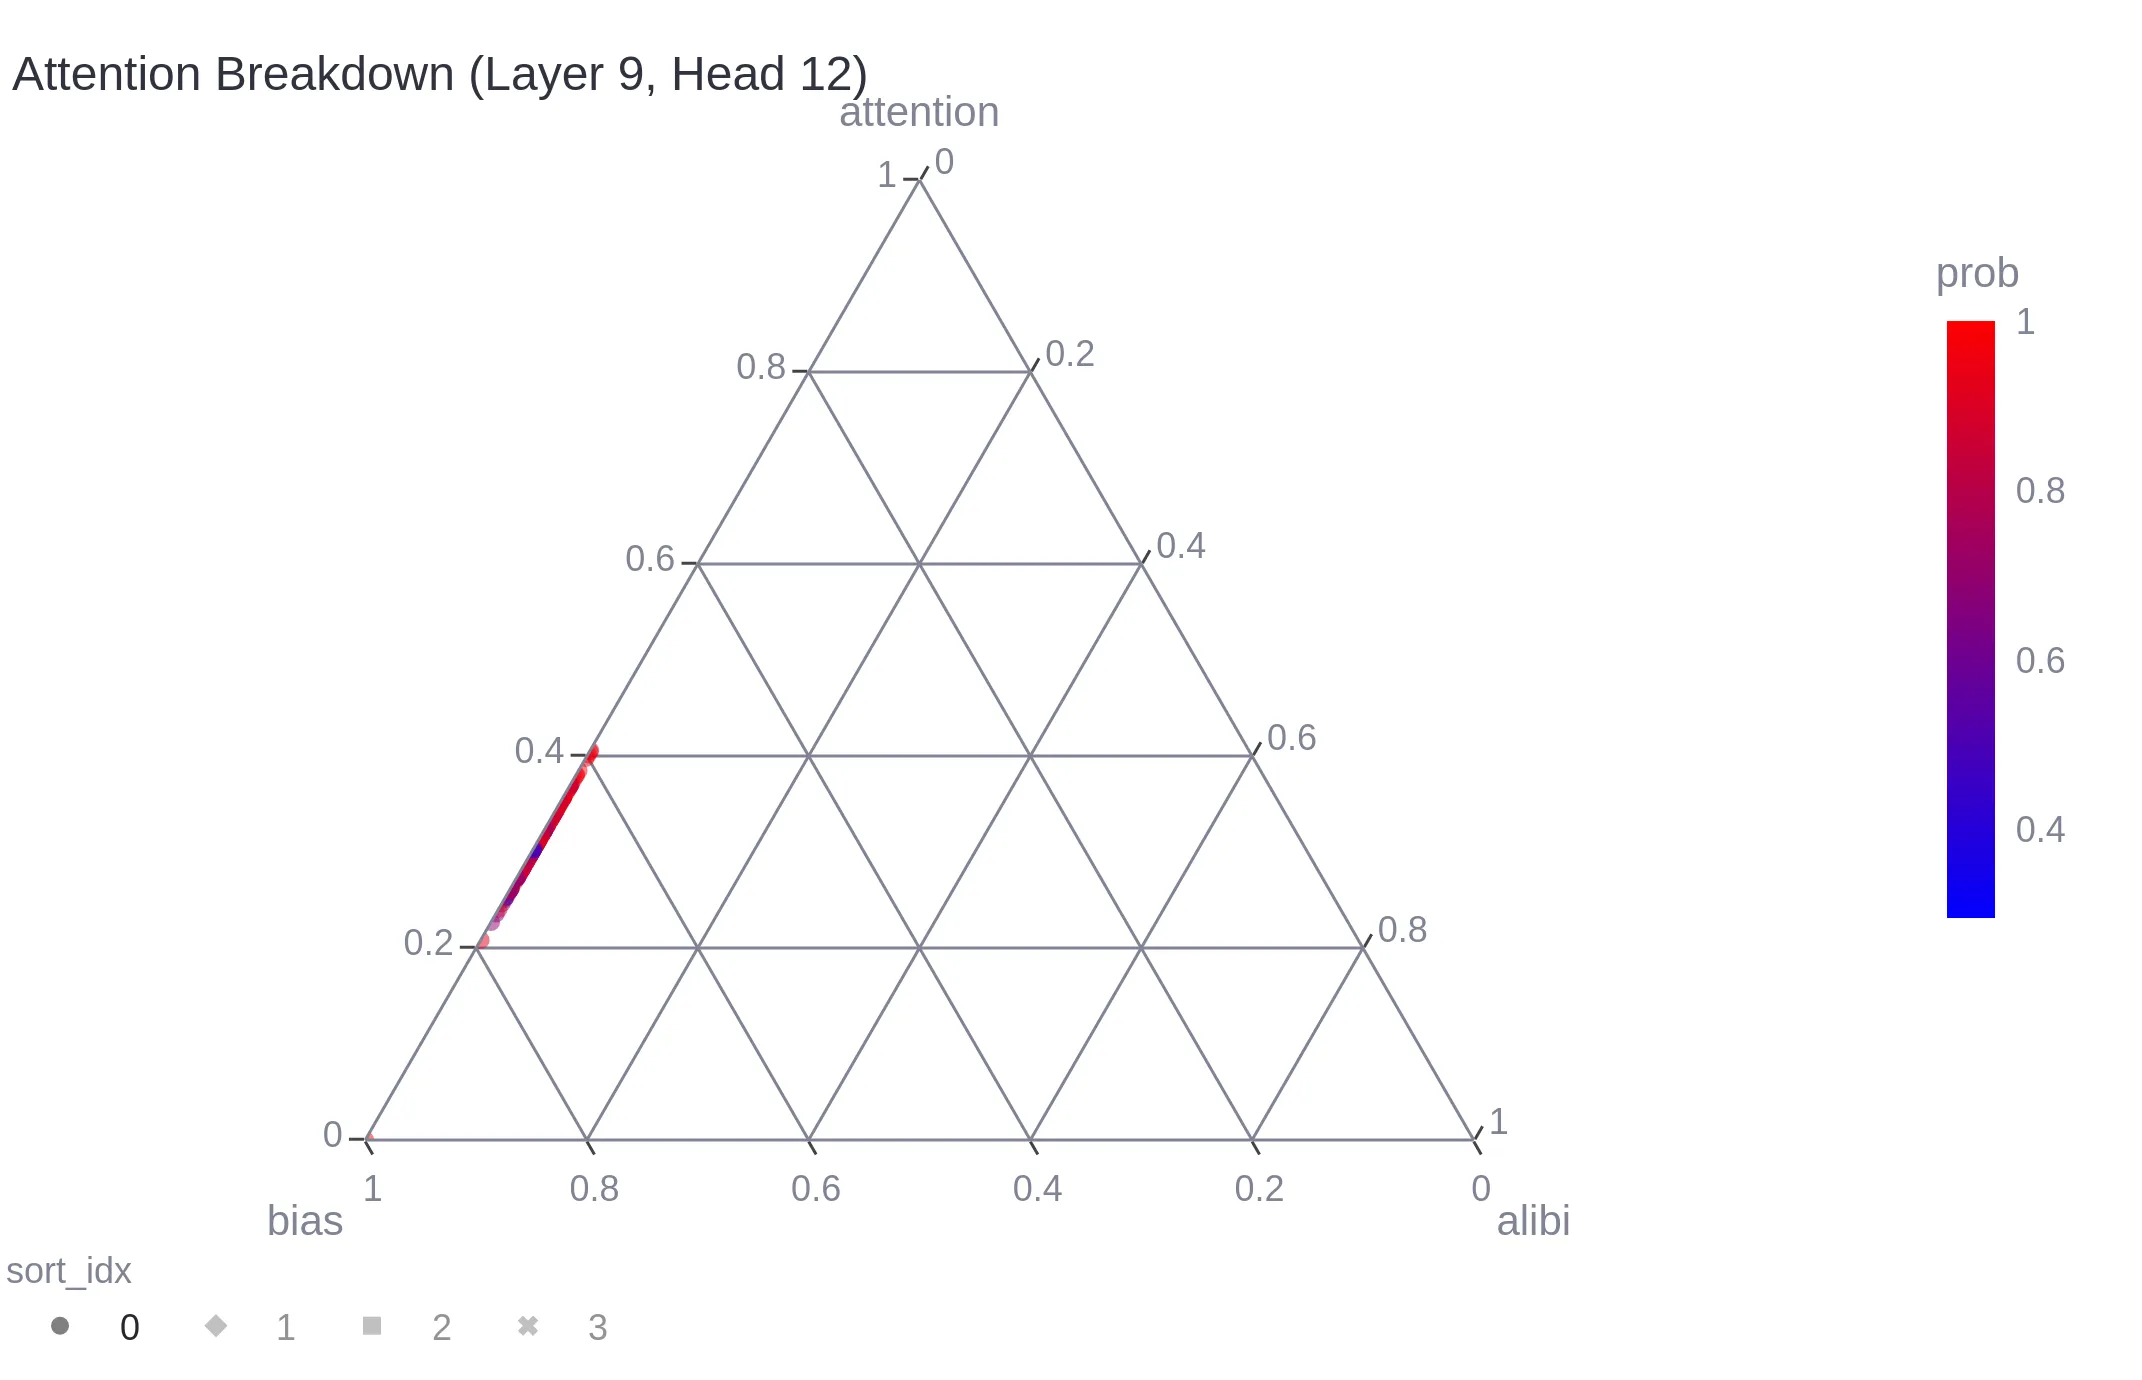 Attention Breakdown (Layer 9, Head 12)
attention
1 0
0.8 0.2
0.6 0.4
0.4 0.6
0.2 0.8
0 1
1 0.8 0.6 0.4 0.2 0
bias alibi
prob
1
0.8
0.6
0.4
sort_idx
0 1 2 3